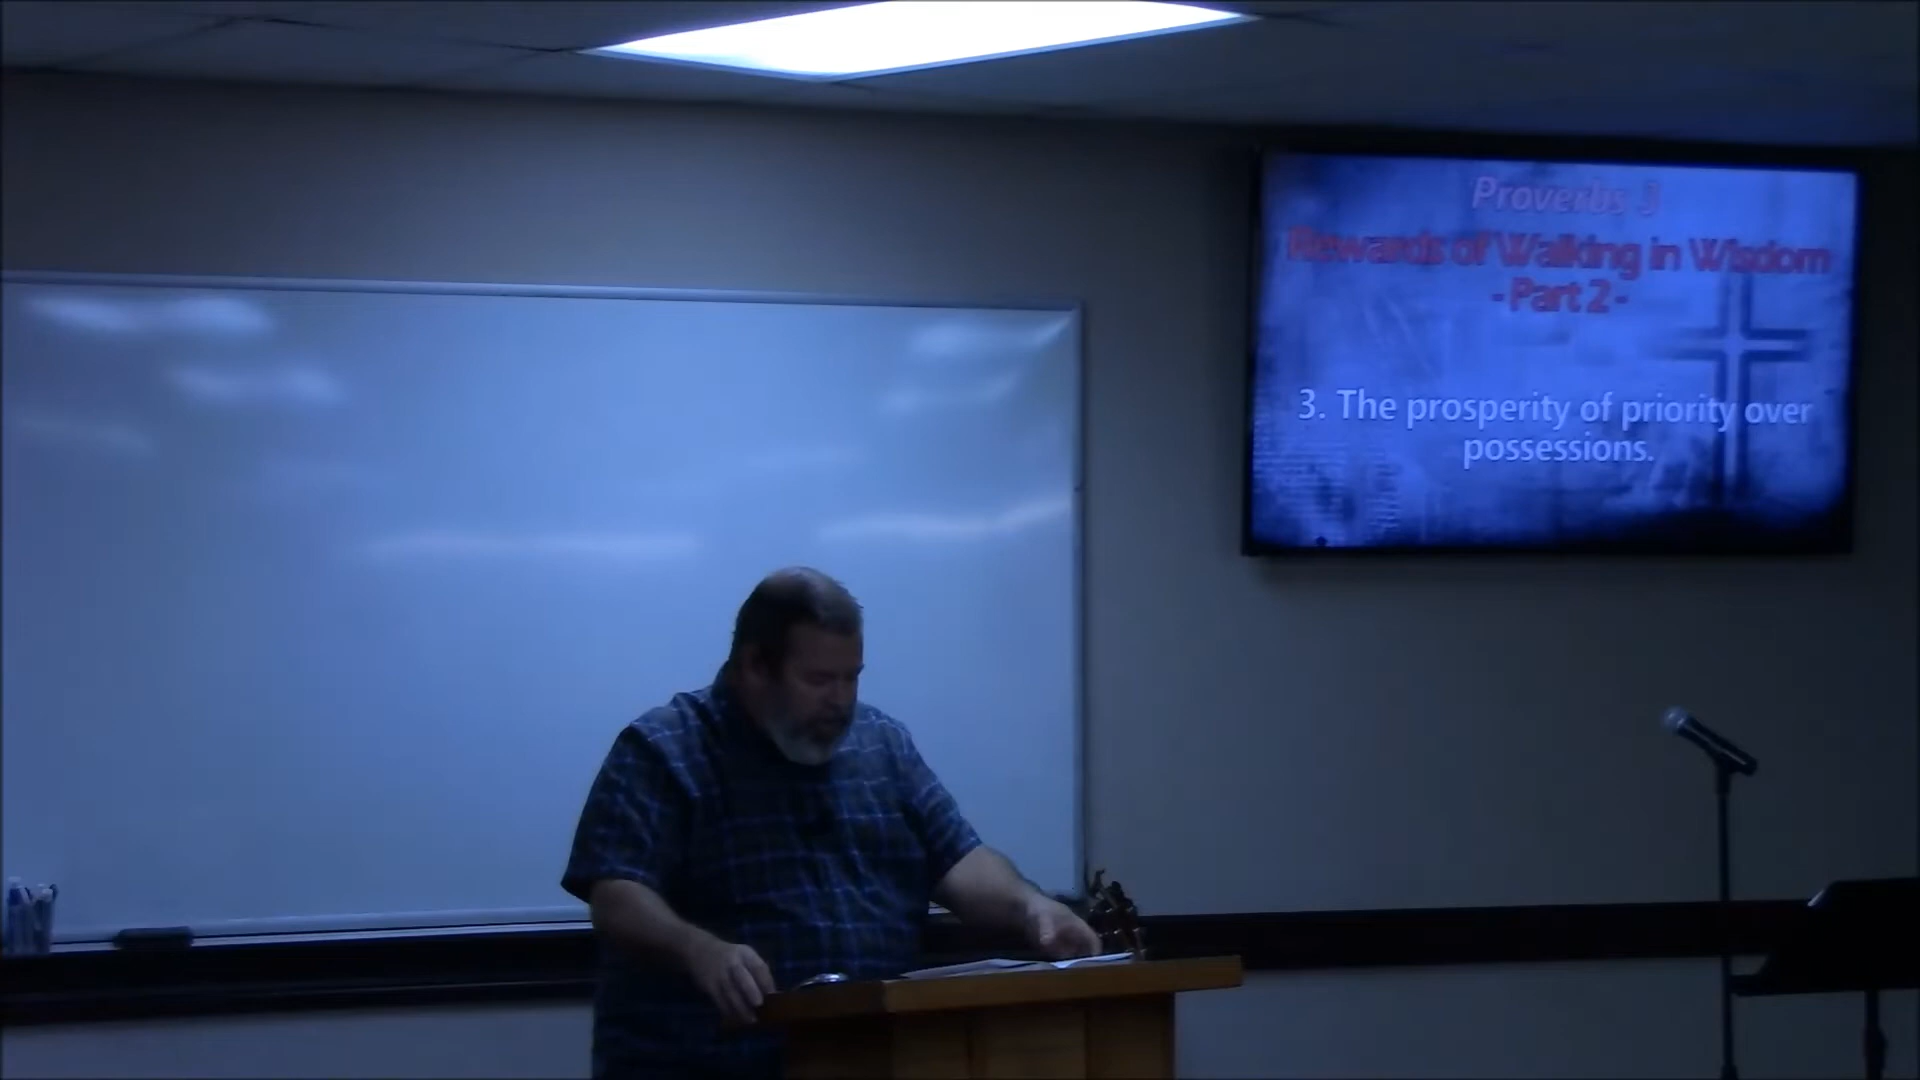 Proverbs 3
Rewards of Walking in Wisdom
- Part 2 -
3. The prosperity of priority over
possessions.